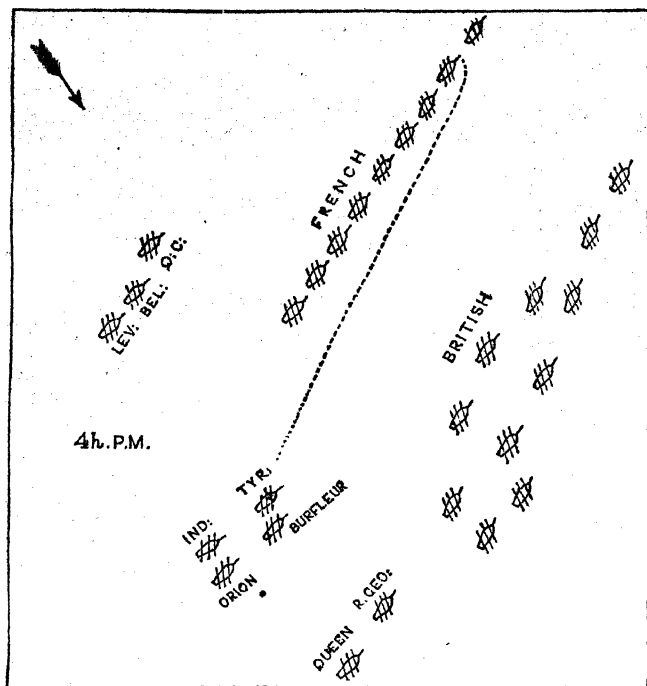 FRENCH
Q:C:
LEV: BEL:
BRITISH
4h. P.M.
TYR.
BURFLEUR
IND:
ORION
R.GEO:
QUEEN